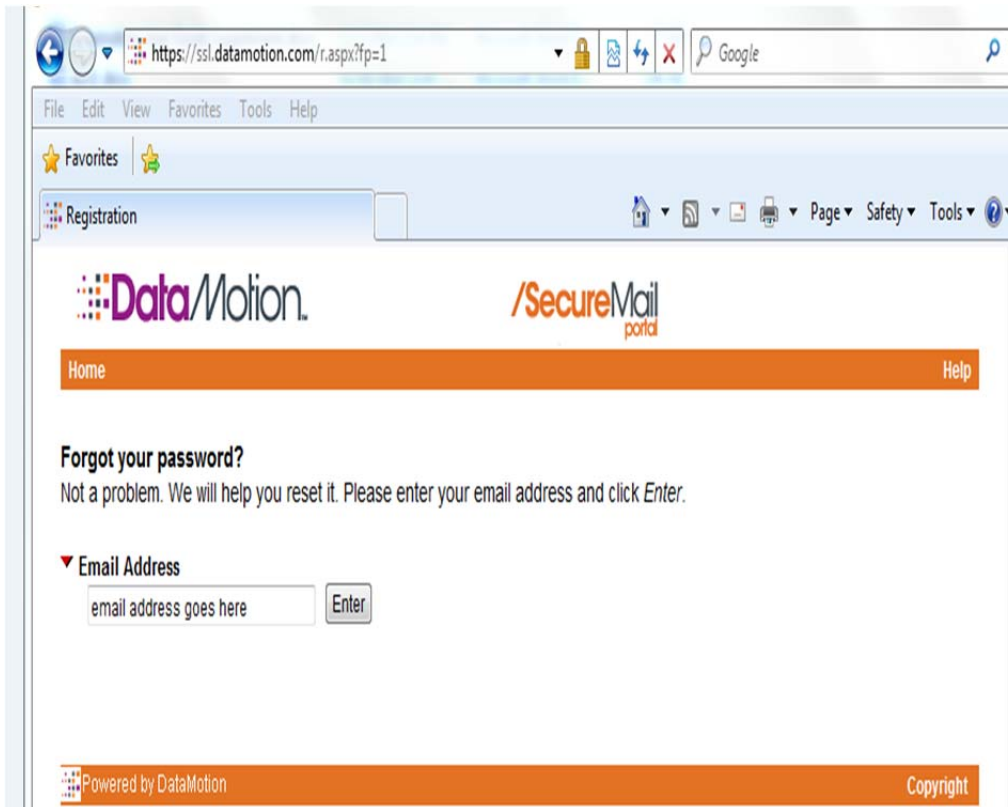 https://ssl.datamotion.com/r.aspx?fp=1 Google
File Edit View Favorites Tools Help
Favorites
Registration Page Safety Tools
DataMotion™ /SecureMail
portal
Home Help
Forgot your password?
Not a problem. We will help you reset it. Please enter your email address and click Enter.
Email Address
email address goes here Enter
Powered by DataMotion Copyright